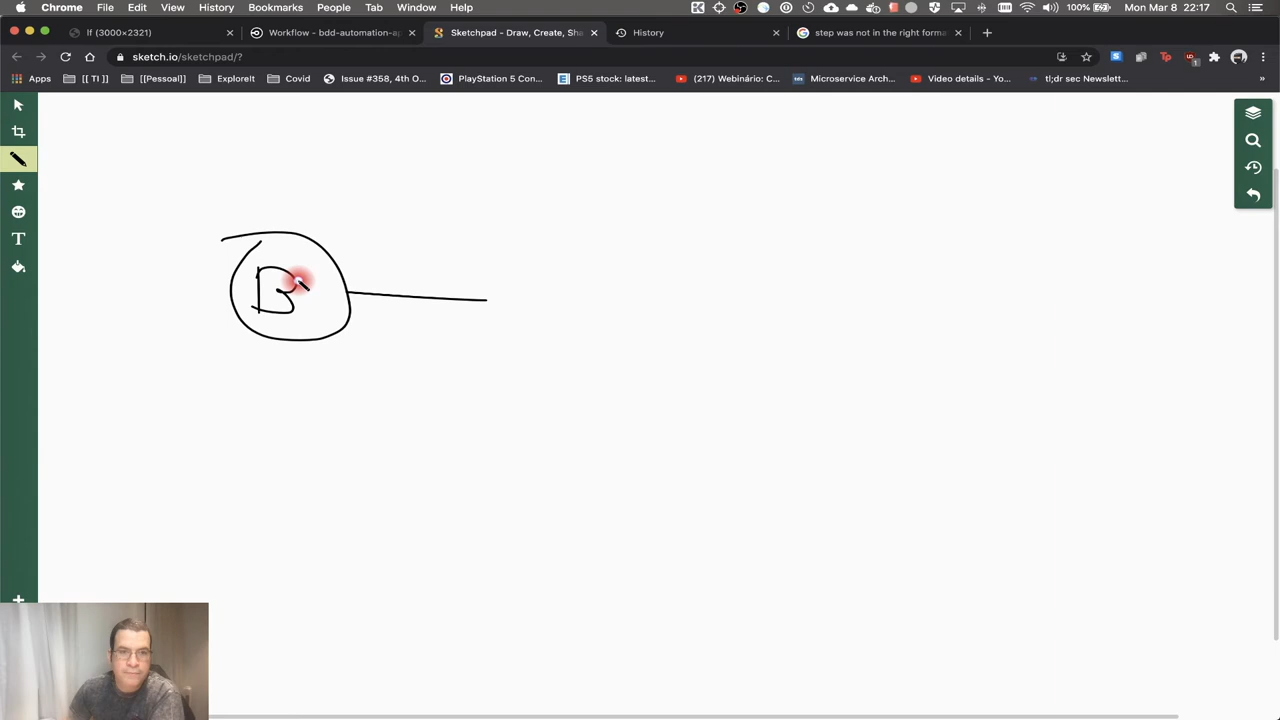 Chrome File Edit View History Bookmarks People Tab Window Help 100% Mon Mar 8 22:17
If (3000×2321) Workflow - bdd-automation-ap Sketchpad - Draw, Create, Sha History step was not in the right forma
sketch.io/sketchpad/?
Apps [[ TI ]] [[Pessoal] ExploreIt Covid Issue #358, 4th O... PlayStation 5 Con... PS5 stock: latest... (217) Webinário: C... Microservice Arch... Video details - Yo... tl;dr sec Newslett... »
T
B